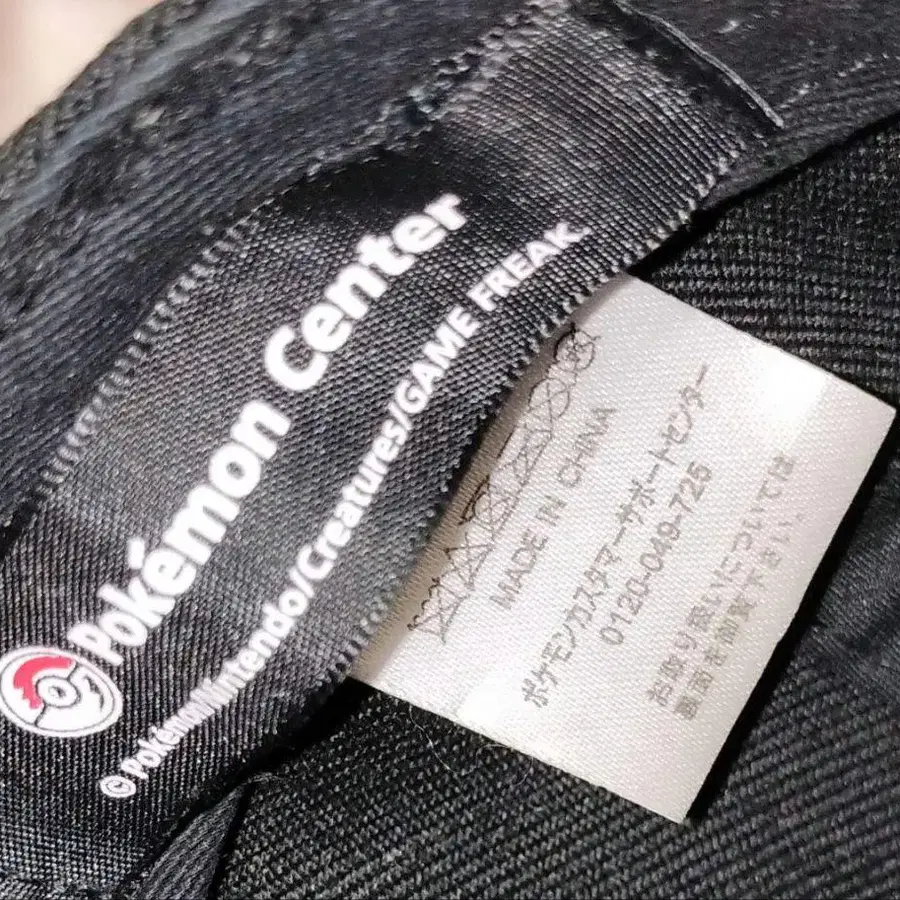 Pokémon Center
©Pokémon/Nintendo/Creatures/GAME FREAK.
MADE IN CHINA
ポケモンカスタマーサポートセンター
0120-049-725
お取り扱いについては
裏面を御覧下さい。